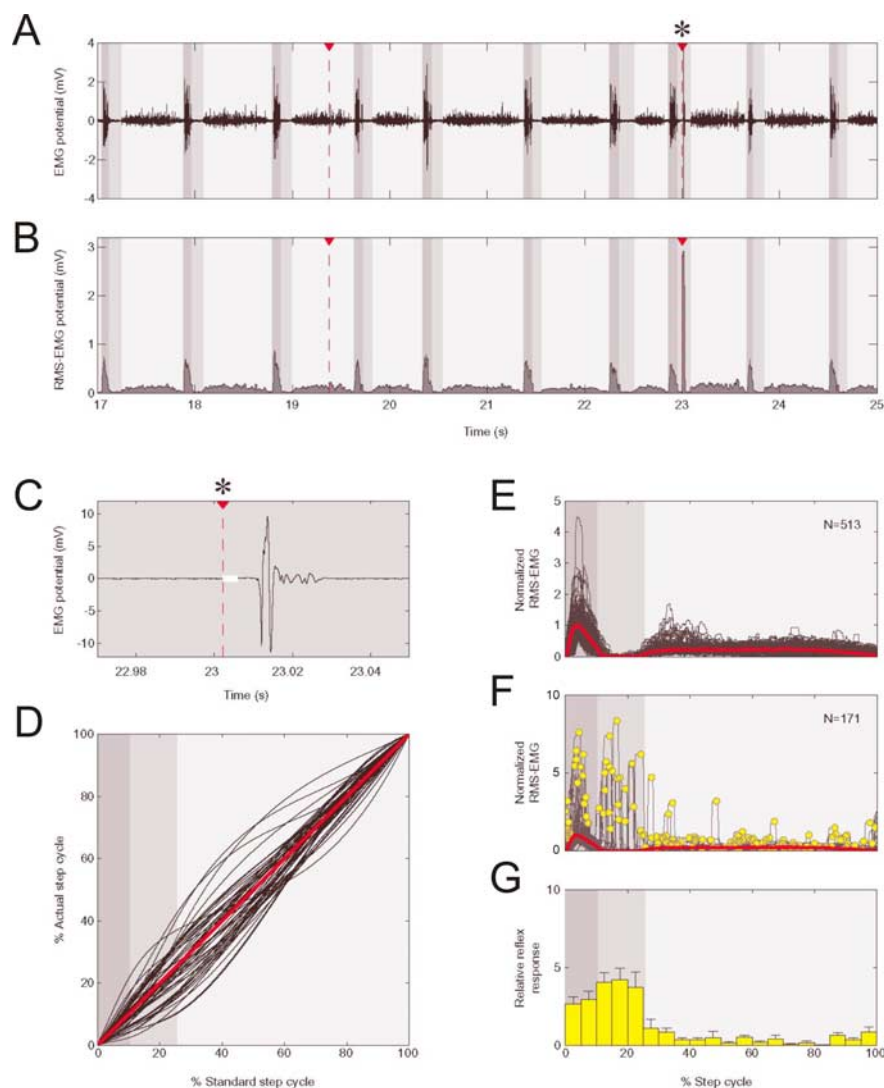 A
*
EMG potential (mV)
4
2
0
-2
-4
B
RMS-EMG potential (mV)
3
2
1
0
17 18 19 20 21 22 23 24 25
Time (s)
C
*
EMG potential (mV)
10
5
0
-5
-10
22.98 23 23.02 23.04
Time (s)
D
% Actual step cycle
100
80
60
40
20
0
0 20 40 60 80 100
% Standard step cycle
E
Normalized
RMS-EMG
5
4
3
2
1
0
N=513
F
Normalized
RMS-EMG
10
5
0
N=171
G
Relative reflex
response
10
5
0
0 20 40 60 80 100
% Step cycle